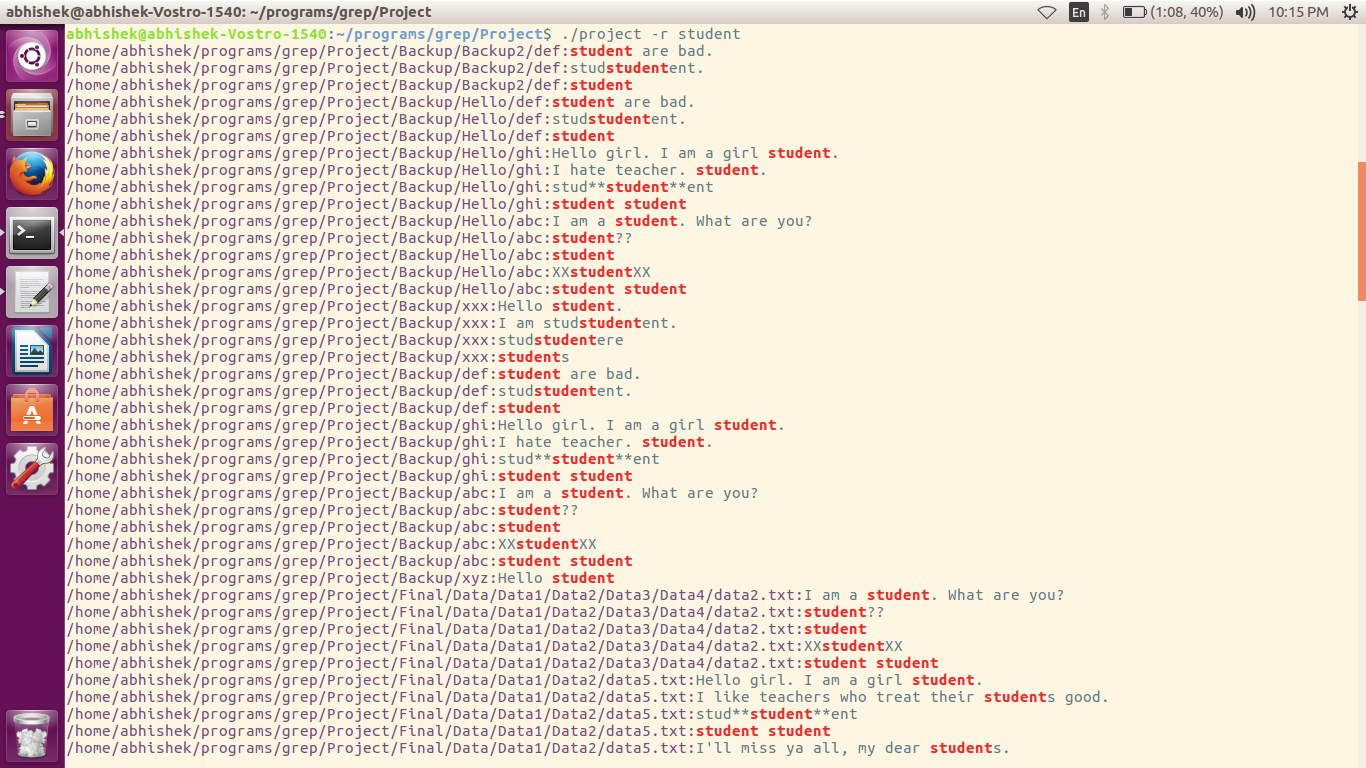 abhishek@abhishek-Vostro-1540: ~/programs/grep/Project En (1:08, 40%) 10:15 PM
abhishek@abhishek-Vostro-1540:~/programs/grep/Project$ ./project -r student
/home/abhishek/programs/grep/Project/Backup/Backup2/def:student are bad.
/home/abhishek/programs/grep/Project/Backup/Backup2/def:studstudentent.
/home/abhishek/programs/grep/Project/Backup/Backup2/def:student
/home/abhishek/programs/grep/Project/Backup/Hello/def:student are bad.
/home/abhishek/programs/grep/Project/Backup/Hello/def:studstudentent.
/home/abhishek/programs/grep/Project/Backup/Hello/def:student
/home/abhishek/programs/grep/Project/Backup/Hello/ghi:Hello girl. I am a girl student.
/home/abhishek/programs/grep/Project/Backup/Hello/ghi:I hate teacher. student.
/home/abhishek/programs/grep/Project/Backup/Hello/ghi:stud**student**ent
/home/abhishek/programs/grep/Project/Backup/Hello/ghi:student student
/home/abhishek/programs/grep/Project/Backup/Hello/abc:I am a student. What are you?
/home/abhishek/programs/grep/Project/Backup/Hello/abc:student??
/home/abhishek/programs/grep/Project/Backup/Hello/abc:student
/home/abhishek/programs/grep/Project/Backup/Hello/abc:XXstudentXX
/home/abhishek/programs/grep/Project/Backup/Hello/abc:student student
/home/abhishek/programs/grep/Project/Backup/xxx:Hello student.
/home/abhishek/programs/grep/Project/Backup/xxx:I am studstudentent.
/home/abhishek/programs/grep/Project/Backup/xxx:studstudentere
/home/abhishek/programs/grep/Project/Backup/xxx:students
/home/abhishek/programs/grep/Project/Backup/def:student are bad.
/home/abhishek/programs/grep/Project/Backup/def:studstudentent.
/home/abhishek/programs/grep/Project/Backup/def:student
/home/abhishek/programs/grep/Project/Backup/ghi:Hello girl. I am a girl student.
/home/abhishek/programs/grep/Project/Backup/ghi:I hate teacher. student.
/home/abhishek/programs/grep/Project/Backup/ghi:stud**student**ent
/home/abhishek/programs/grep/Project/Backup/ghi:student student
/home/abhishek/programs/grep/Project/Backup/abc:I am a student. What are you?
/home/abhishek/programs/grep/Project/Backup/abc:student??
/home/abhishek/programs/grep/Project/Backup/abc:student
/home/abhishek/programs/grep/Project/Backup/abc:XXstudentXX
/home/abhishek/programs/grep/Project/Backup/abc:student student
/home/abhishek/programs/grep/Project/Backup/xyz:Hello student
/home/abhishek/programs/grep/Project/Final/Data/Data1/Data2/Data3/Data4/data2.txt:I am a student. What are you?
/home/abhishek/programs/grep/Project/Final/Data/Data1/Data2/Data3/Data4/data2.txt:student??
/home/abhishek/programs/grep/Project/Final/Data/Data1/Data2/Data3/Data4/data2.txt:student
/home/abhishek/programs/grep/Project/Final/Data/Data1/Data2/Data3/Data4/data2.txt:XXstudentXX
/home/abhishek/programs/grep/Project/Final/Data/Data1/Data2/Data3/Data4/data2.txt:student student
/home/abhishek/programs/grep/Project/Final/Data/Data1/Data2/data5.txt:Hello girl. I am a girl student.
/home/abhishek/programs/grep/Project/Final/Data/Data1/Data2/data5.txt:I like teachers who treat their students good.
/home/abhishek/programs/grep/Project/Final/Data/Data1/Data2/data5.txt:stud**student**ent
/home/abhishek/programs/grep/Project/Final/Data/Data1/Data2/data5.txt:student student
/home/abhishek/programs/grep/Project/Final/Data/Data1/Data2/data5.txt:I'll miss ya all, my dear students.